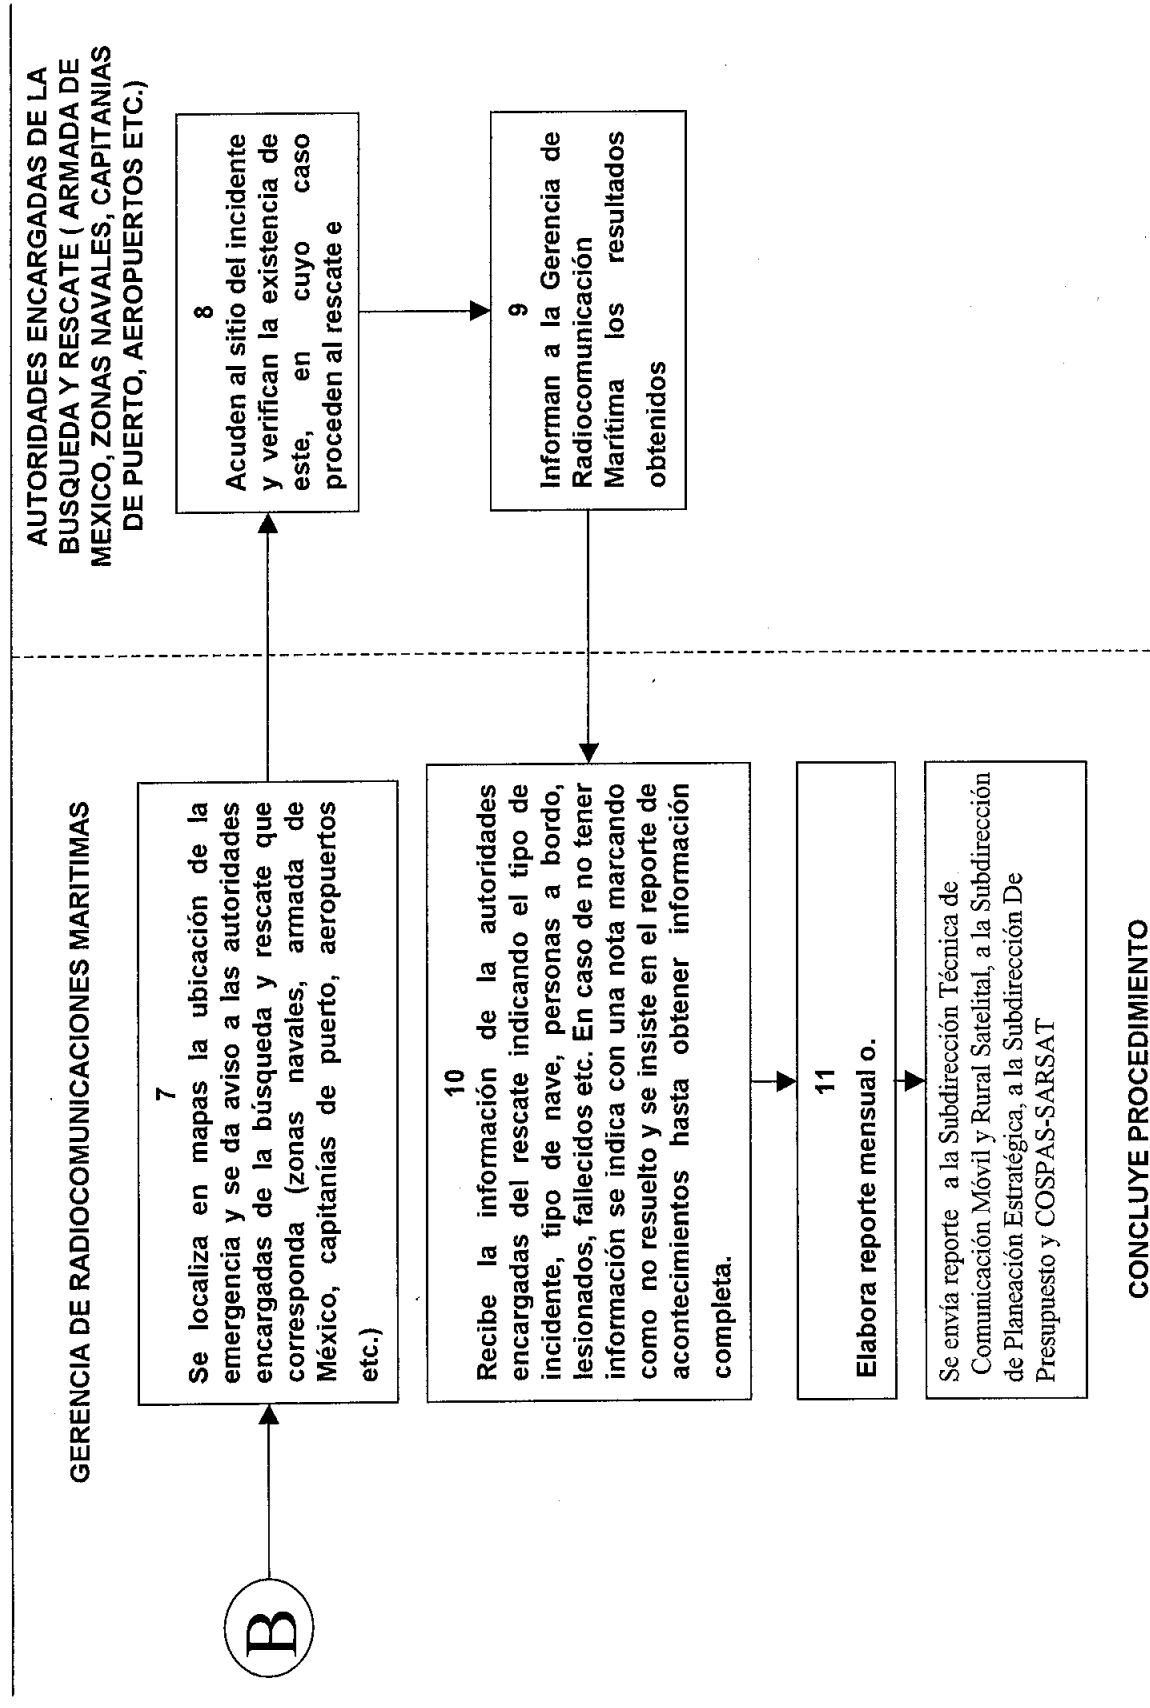 GERENCIA DE RADIOCOMUNICACIONES MARITIMAS
AUTORIDADES ENCARGADAS DE LA
BUSQUEDA Y RESCATE ( ARMADA DE
MEXICO, ZONAS NAVALES, CAPITANIAS
DE PUERTO, AEROPUERTOS ETC.)
B
7
Se localiza en mapas la ubicación de la
emergencia y se da aviso a las autoridades
encargadas de la búsqueda y rescate que
corresponda (zonas navales, armada de
México, capitanías de puerto, aeropuertos
etc.)
8
Acuden al sitio del incidente
y verifican la existencia de
este, en cuyo caso
proceden al rescate e
9
Informan a la Gerencia de
Radiocomunicación
Marítima los resultados
obtenidos
10
Recibe la información de la autoridades
encargadas del rescate indicando el tipo de
incidente, tipo de nave, personas a bordo,
lesionados, fallecidos etc. En caso de no tener
información se indica con una nota marcando
como no resuelto y se insiste en el reporte de
acontecimientos hasta obtener información
completa.
11
Elabora reporte mensual o.
Se envía reporte a la Subdirección Técnica de
Comunicación Móvil y Rural Satelital, a la Subdirección
de Planeación Estratégica, a la Subdirección De
Presupuesto y COSPAS-SARSAT
CONCLUYE PROCEDIMIENTO